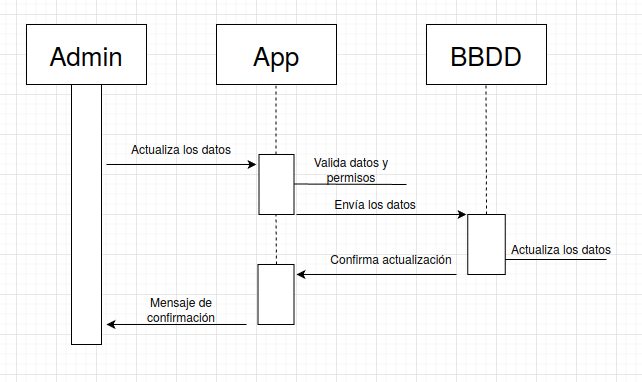 Admin
App
BBDD
Actualiza los datos
Valida datos y
permisos
Envía los datos
Actualiza los datos
Confirma actualización
Mensaje de
confirmación